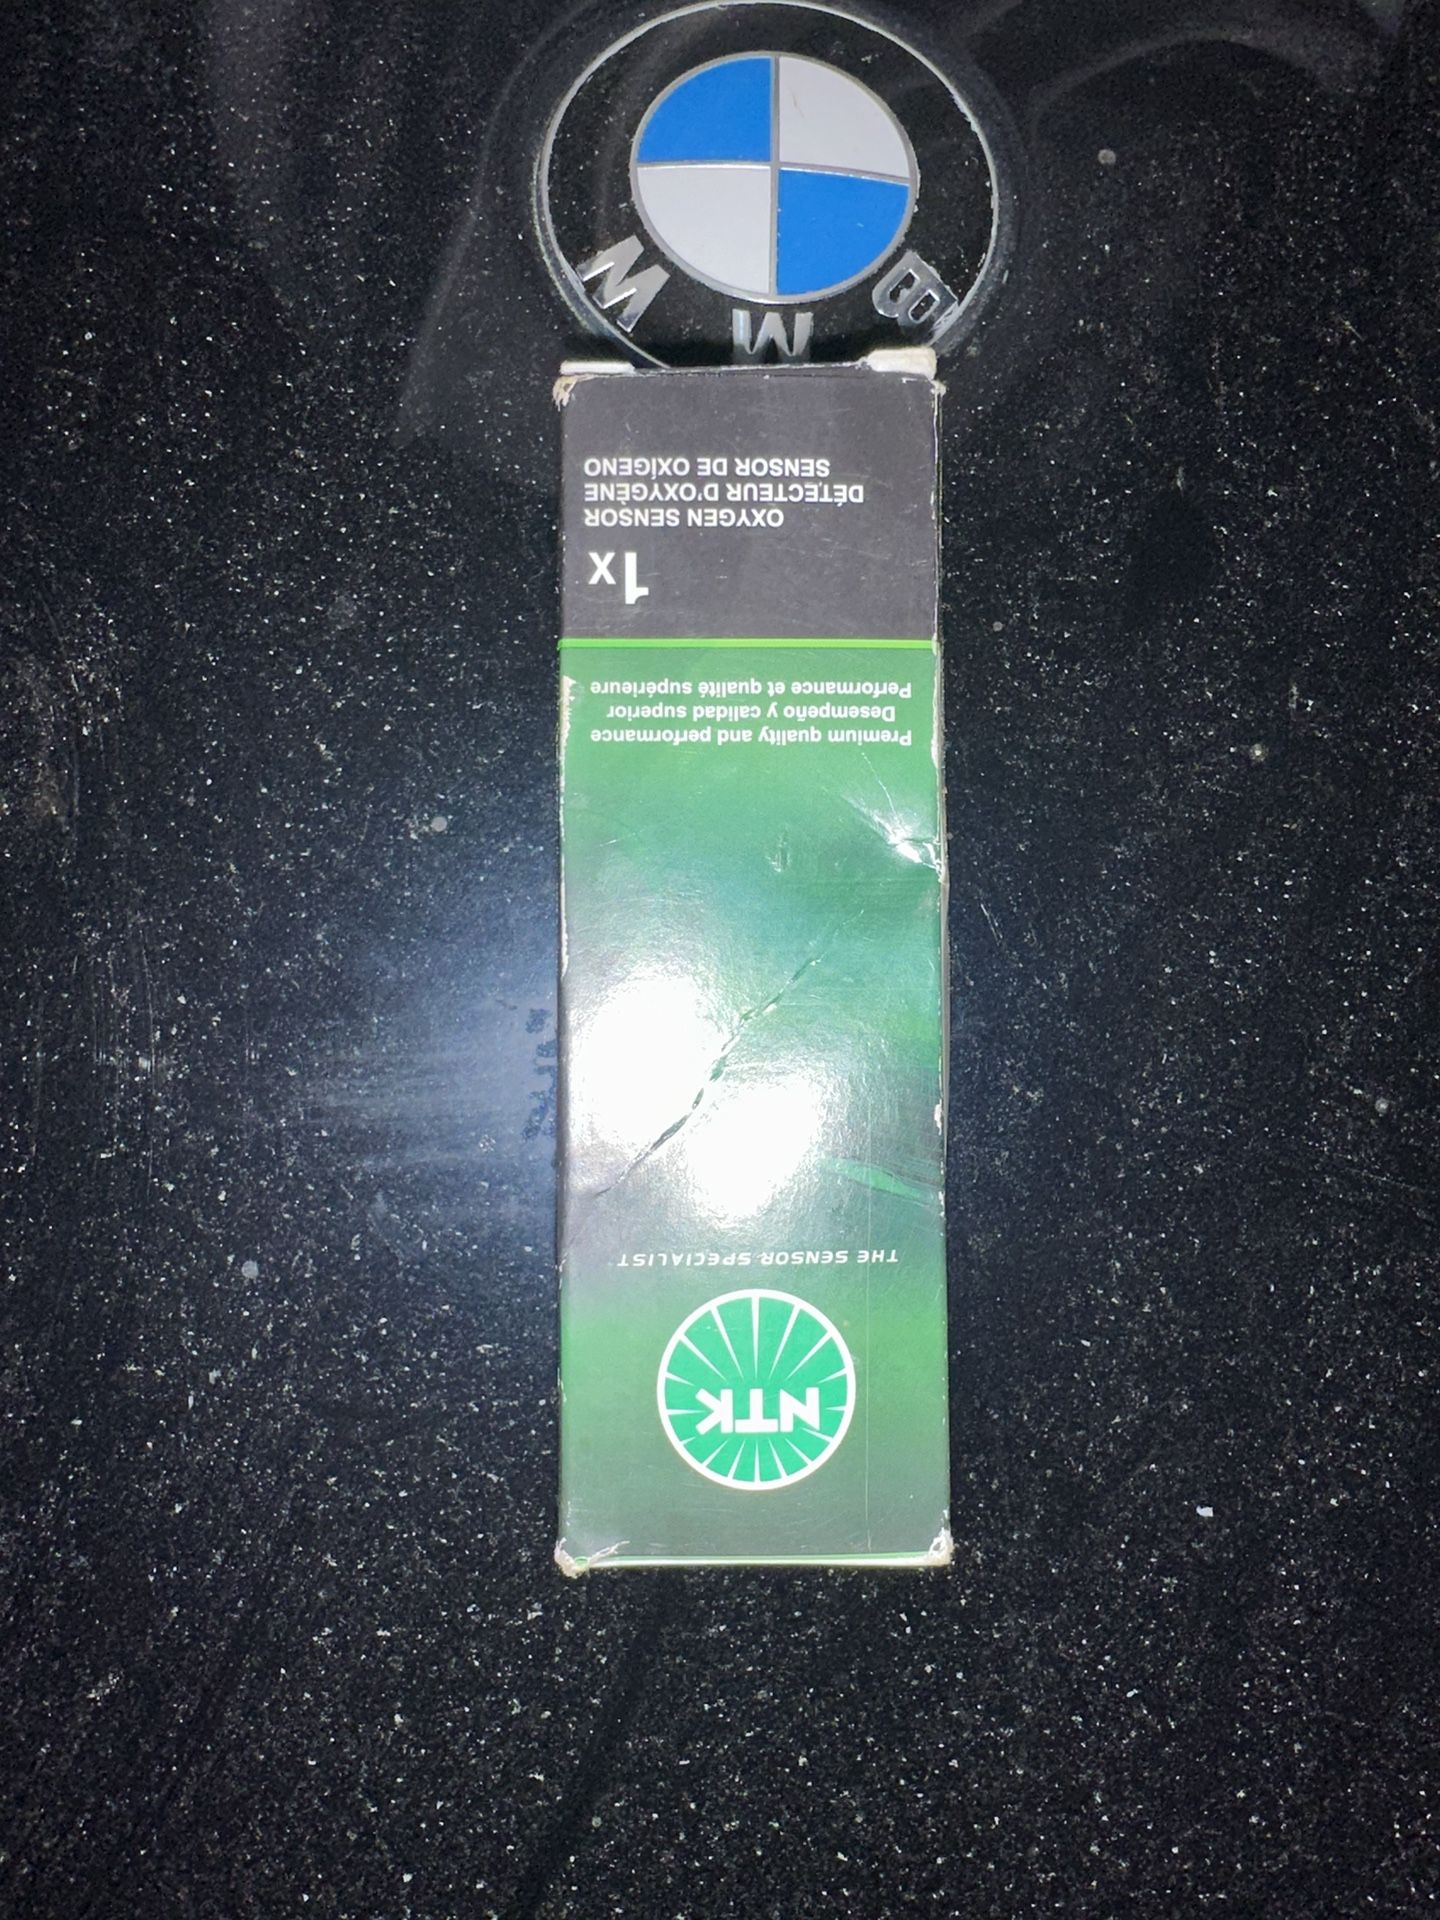 BMW
NTK
THE SENSOR SPECIALIST
Premium quality and performance
Desempeño y calidad superior
Performance et qualité supérieure
1x
OXYGEN SENSOR
DÉTECTEUR D'OXYGÈNE
SENSOR DE OXÍGENO